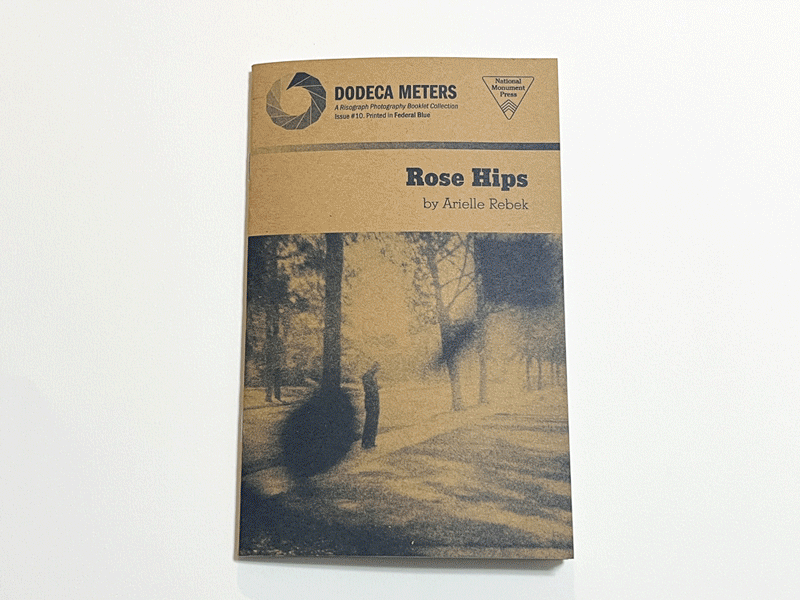 DODECA METERS
A Risograph Photography Booklet Collection
Issue #10. Printed in Federal Blue
National
Monument
Press
Rose Hips
by Arielle Rebek